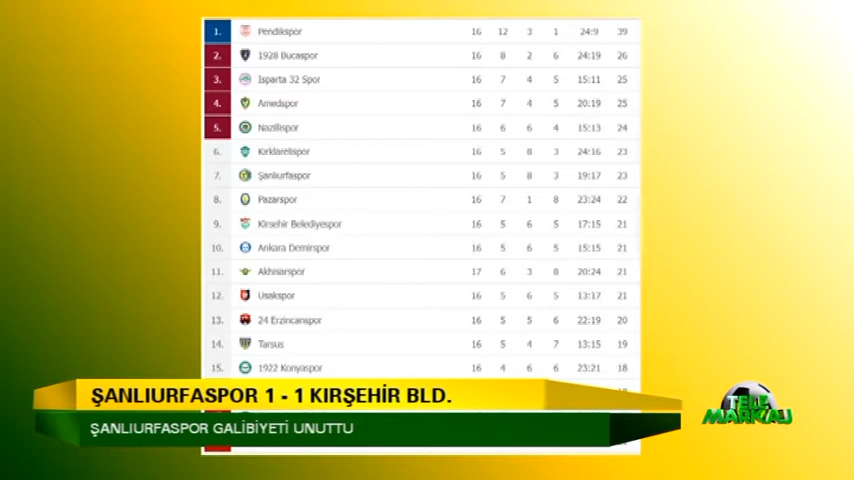 1. Pendikspor 16 12 3 1 24:9 39
2. 1928 Bucaspor 16 8 2 6 24:19 26
3. Isparta 32 Spor 16 7 4 5 15:11 25
4. Amedspor 16 7 4 5 20:19 25
5. Nazillispor 16 6 6 4 15:13 24
6. Kırklarelispor 16 5 8 3 24:16 23
7. Şanlıurfaspor 16 5 8 3 19:17 23
8. Pazarspor 16 7 1 8 23:24 22
9. Kirsehir Belediyespor 16 5 6 5 17:15 21
10. Ankara Demirspor 16 5 6 5 15:15 21
11. Akhisarspor 17 6 3 8 20:24 21
12. Usakspor 16 5 6 5 13:17 21
13. 24 Erzincanspor 16 5 5 6 22:19 20
14. Tarsus 16 5 4 7 13:15 19
15. 1922 Konyaspor 16 4 6 6 23:21 18
ŞANLIURFASPOR 1 - 1 KIRŞEHİR BLD.
ŞANLIURFASPOR GALİBİYETİ UNUTTU
TELE
MARKAJ